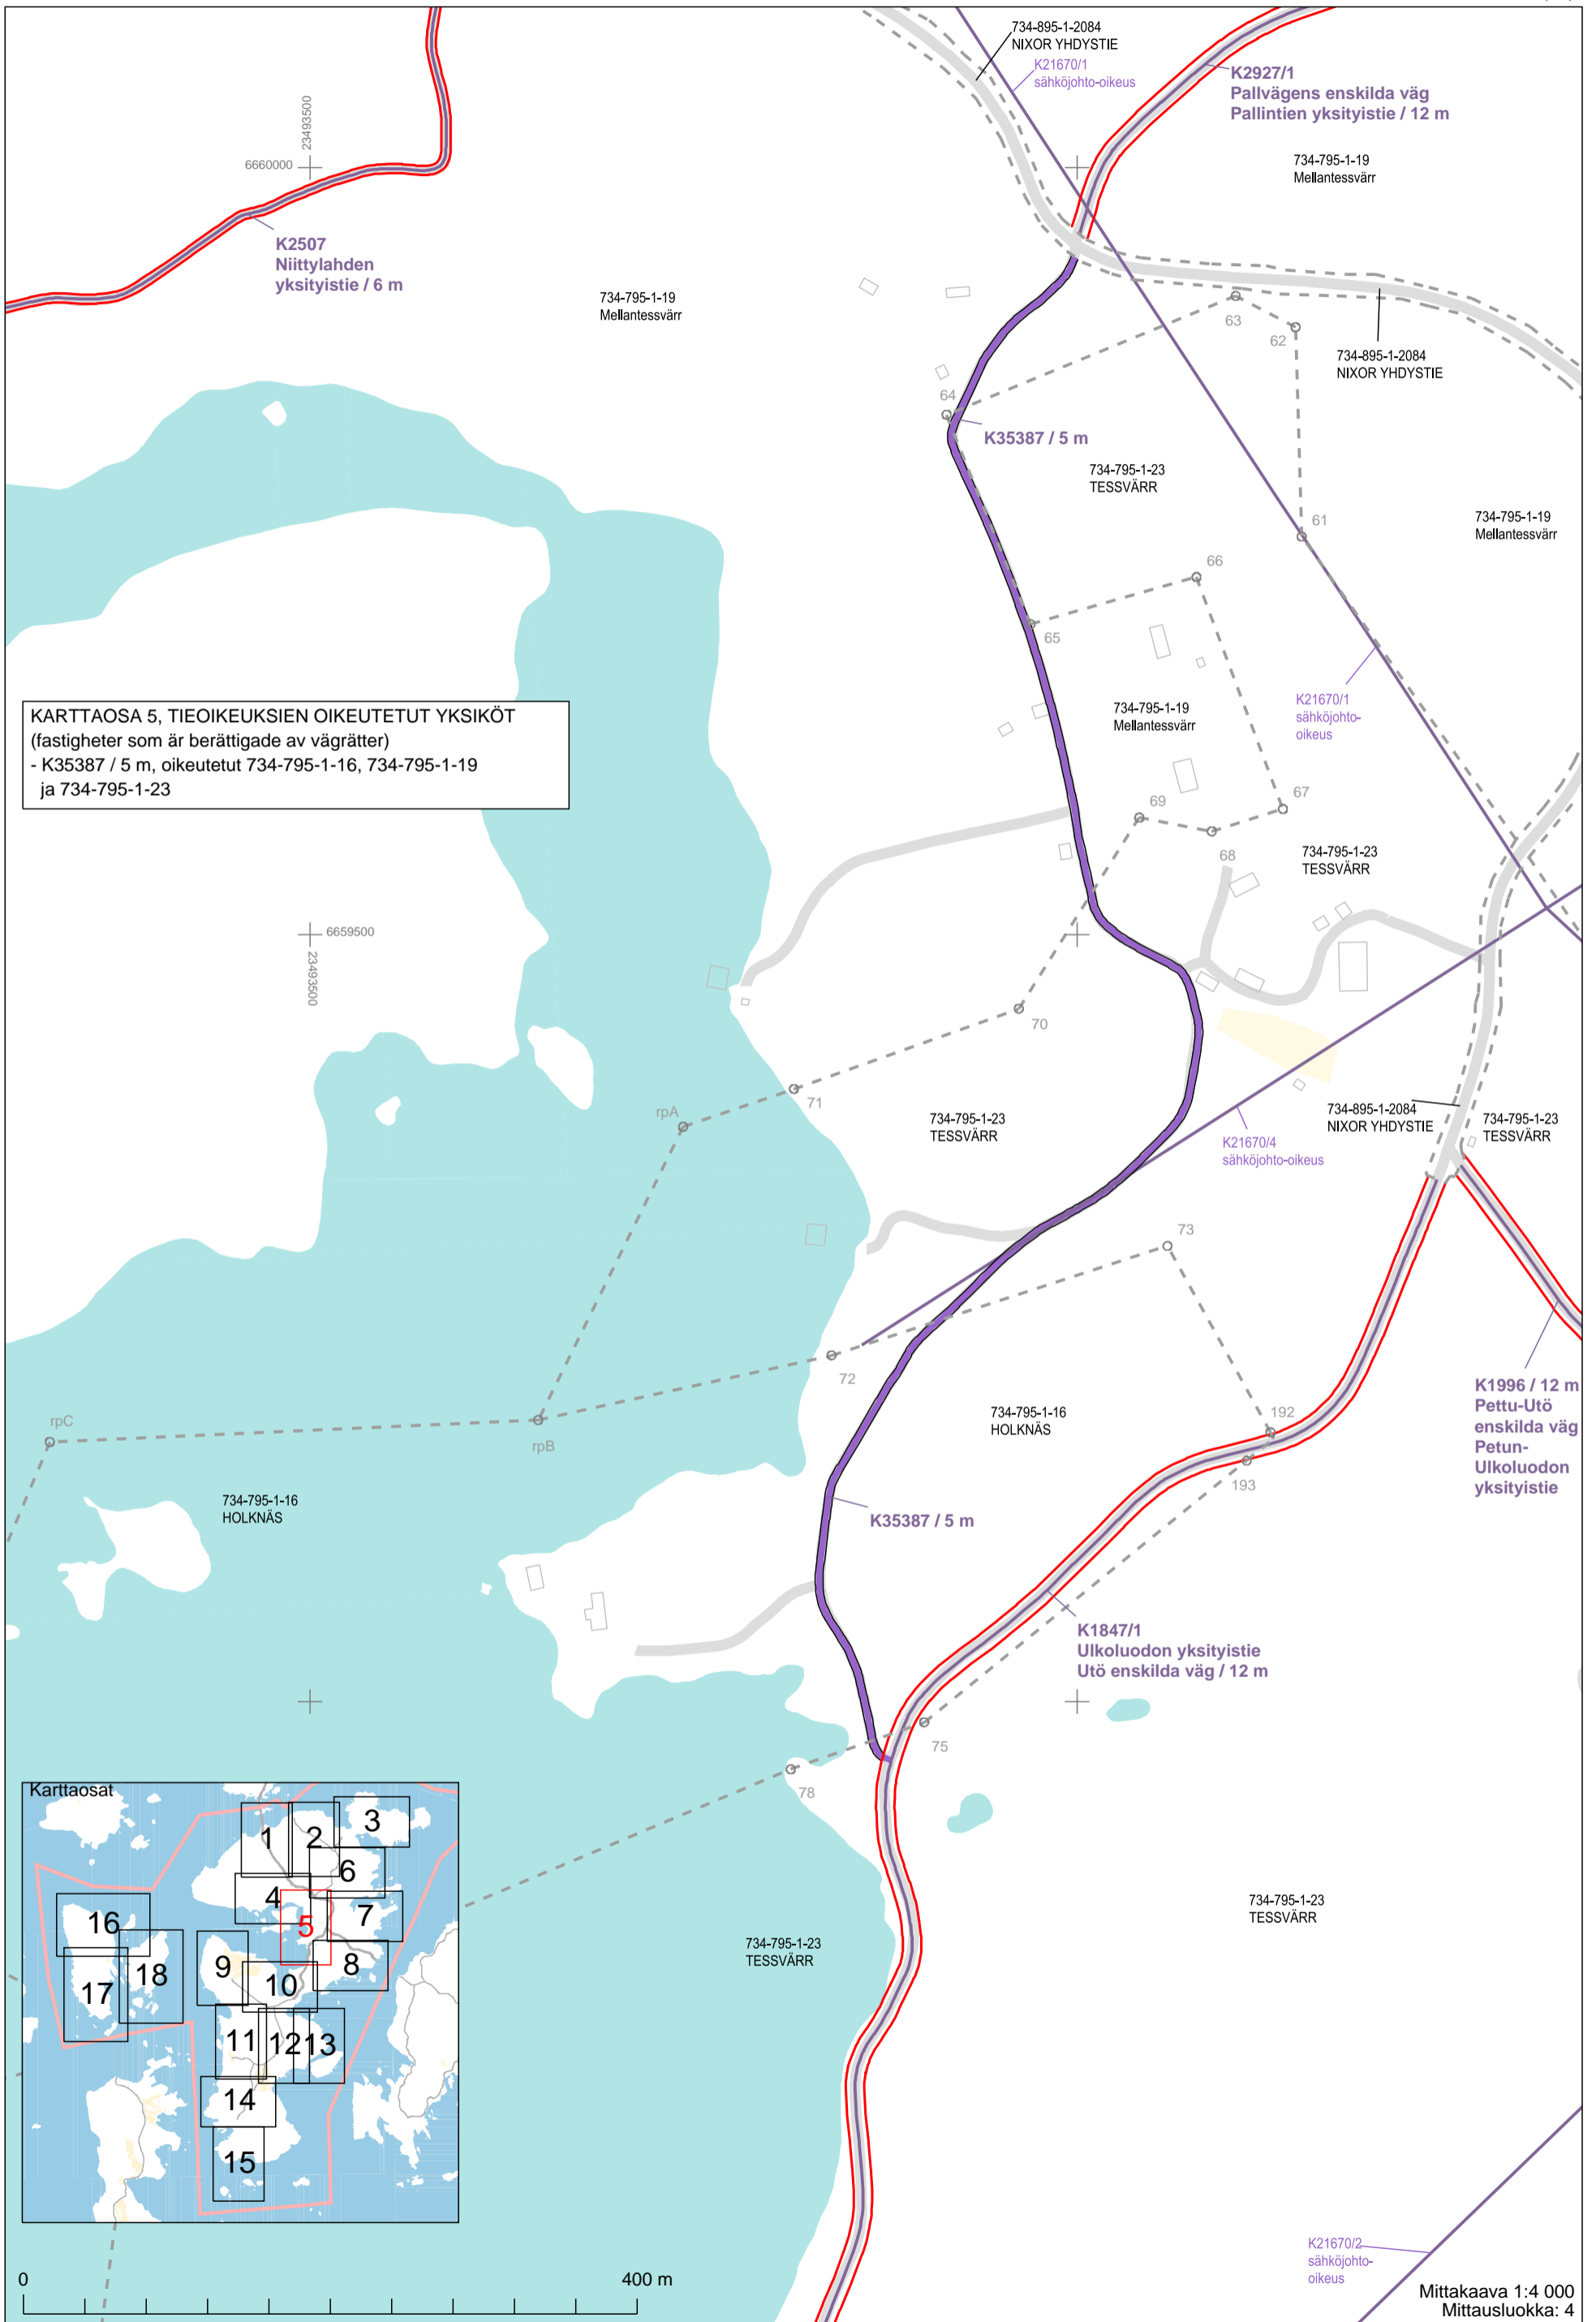 734-895-1-2084
NIXOR YHDYSTIE
K21670/1
sähköjohto-oikeus
K2927/1
Pallvägens enskilda väg
Pallintien yksityistie / 12 m
734-795-1-19
Mellantessvärr
23493500
6660000
K2507
Niittylahden
yksityistie / 6 m
734-795-1-19
Mellantessvärr
63
62
734-895-1-2084
NIXOR YHDYSTIE
64
K35387 / 5 m
734-795-1-23
TESSVÄRR
61
734-795-1-19
Mellantessvärr
66
65
K21670/1
sähköjohto-
oikeus
734-795-1-19
Mellantessvärr
KARTTAOSA 5, TIEOIKEUKSIEN OIKEUTETUT YKSIKÖT
(fastigheter som är berättigade av vägrätter)
- K35387 / 5 m, oikeutetut 734-795-1-16, 734-795-1-19
ja 734-795-1-23
69
67
68
734-795-1-23
TESSVÄRR
6659500
23493500
70
71
rpA
734-795-1-23
TESSVÄRR
K21670/4
sähköjohto-oikeus
734-895-1-2084
NIXOR YHDYSTIE
734-795-1-23
TESSVÄRR
73
72
K1996 / 12 m
Pettu-Utö
enskilda väg
Petun-
Ulkoluodon
yksityistie
734-795-1-16
HOLKNÄS
192
193
rpC
rpB
734-795-1-16
HOLKNÄS
K35387 / 5 m
K1847/1
Ulkoluodon yksityistie
Utö enskilda väg / 12 m
75
78
Karttaosat
1
2
3
6
4
5
7
16
9
8
18
10
17
11
12
13
14
15
734-795-1-23
TESSVÄRR
734-795-1-23
TESSVÄRR
K21670/2
sähköjohto-
oikeus
0
400 m
Mittakaava 1:4 000
Mittausluokka: 4